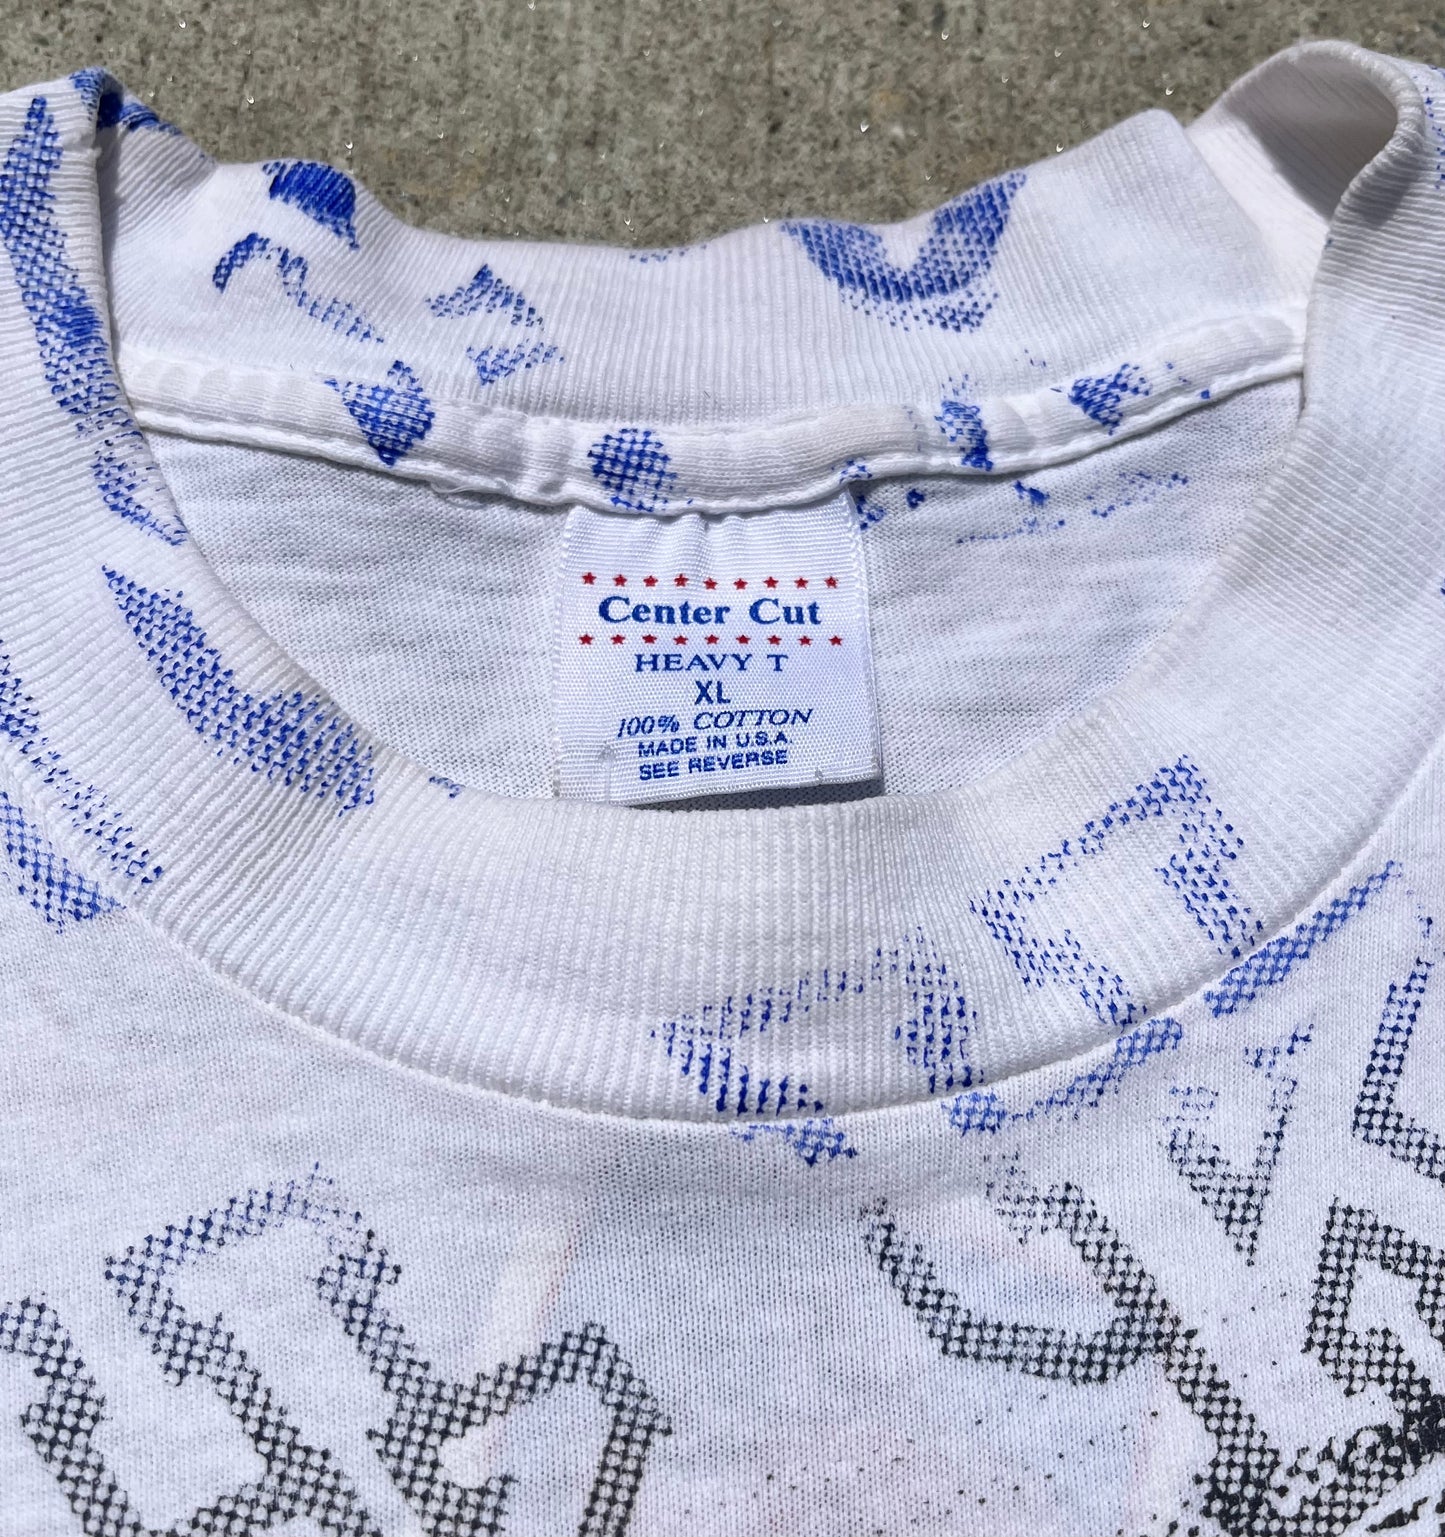 Center Cut
HEAVY T
XL
100% COTTON
MADE IN U.S.A.
SEE REVERSE